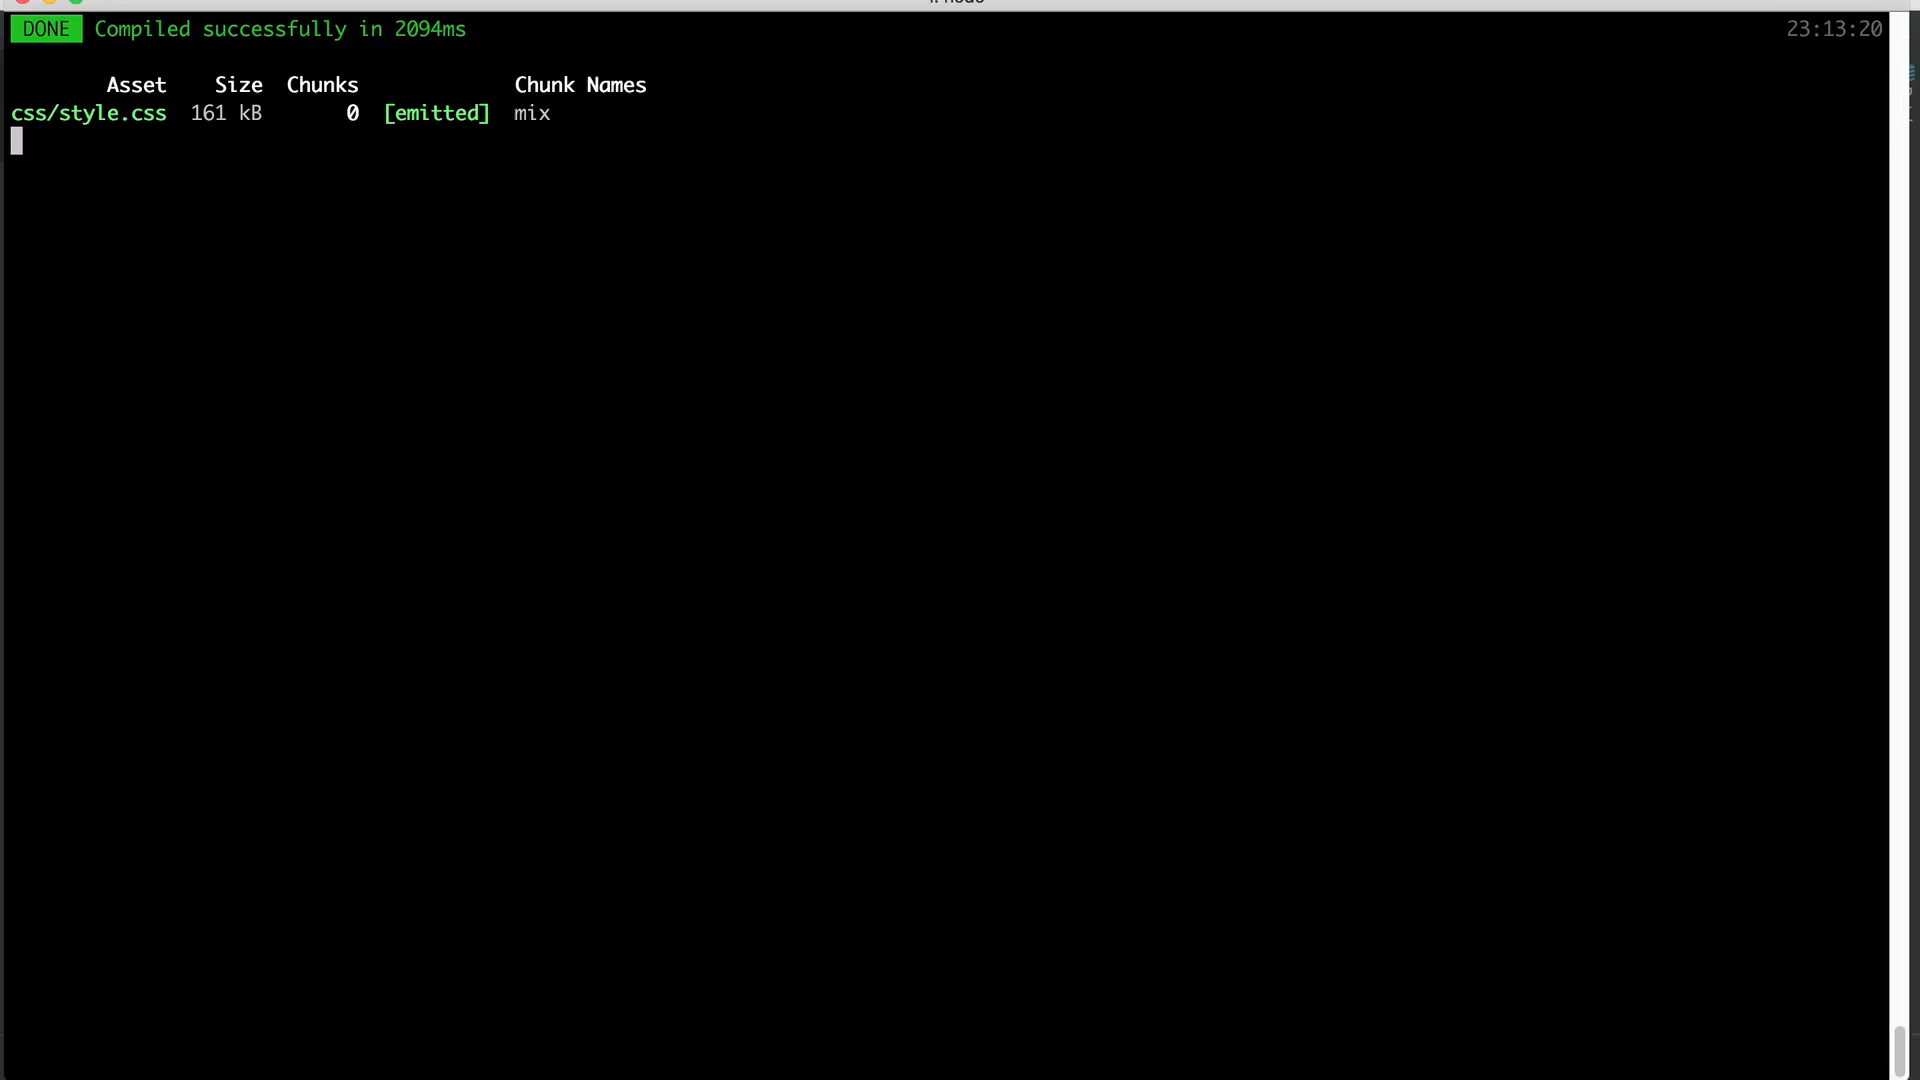 DONE Compiled successfully in 2094ms 23:13:20
Asset Size Chunks Chunk Names
css/style.css 161 kB 0 [emitted] mix